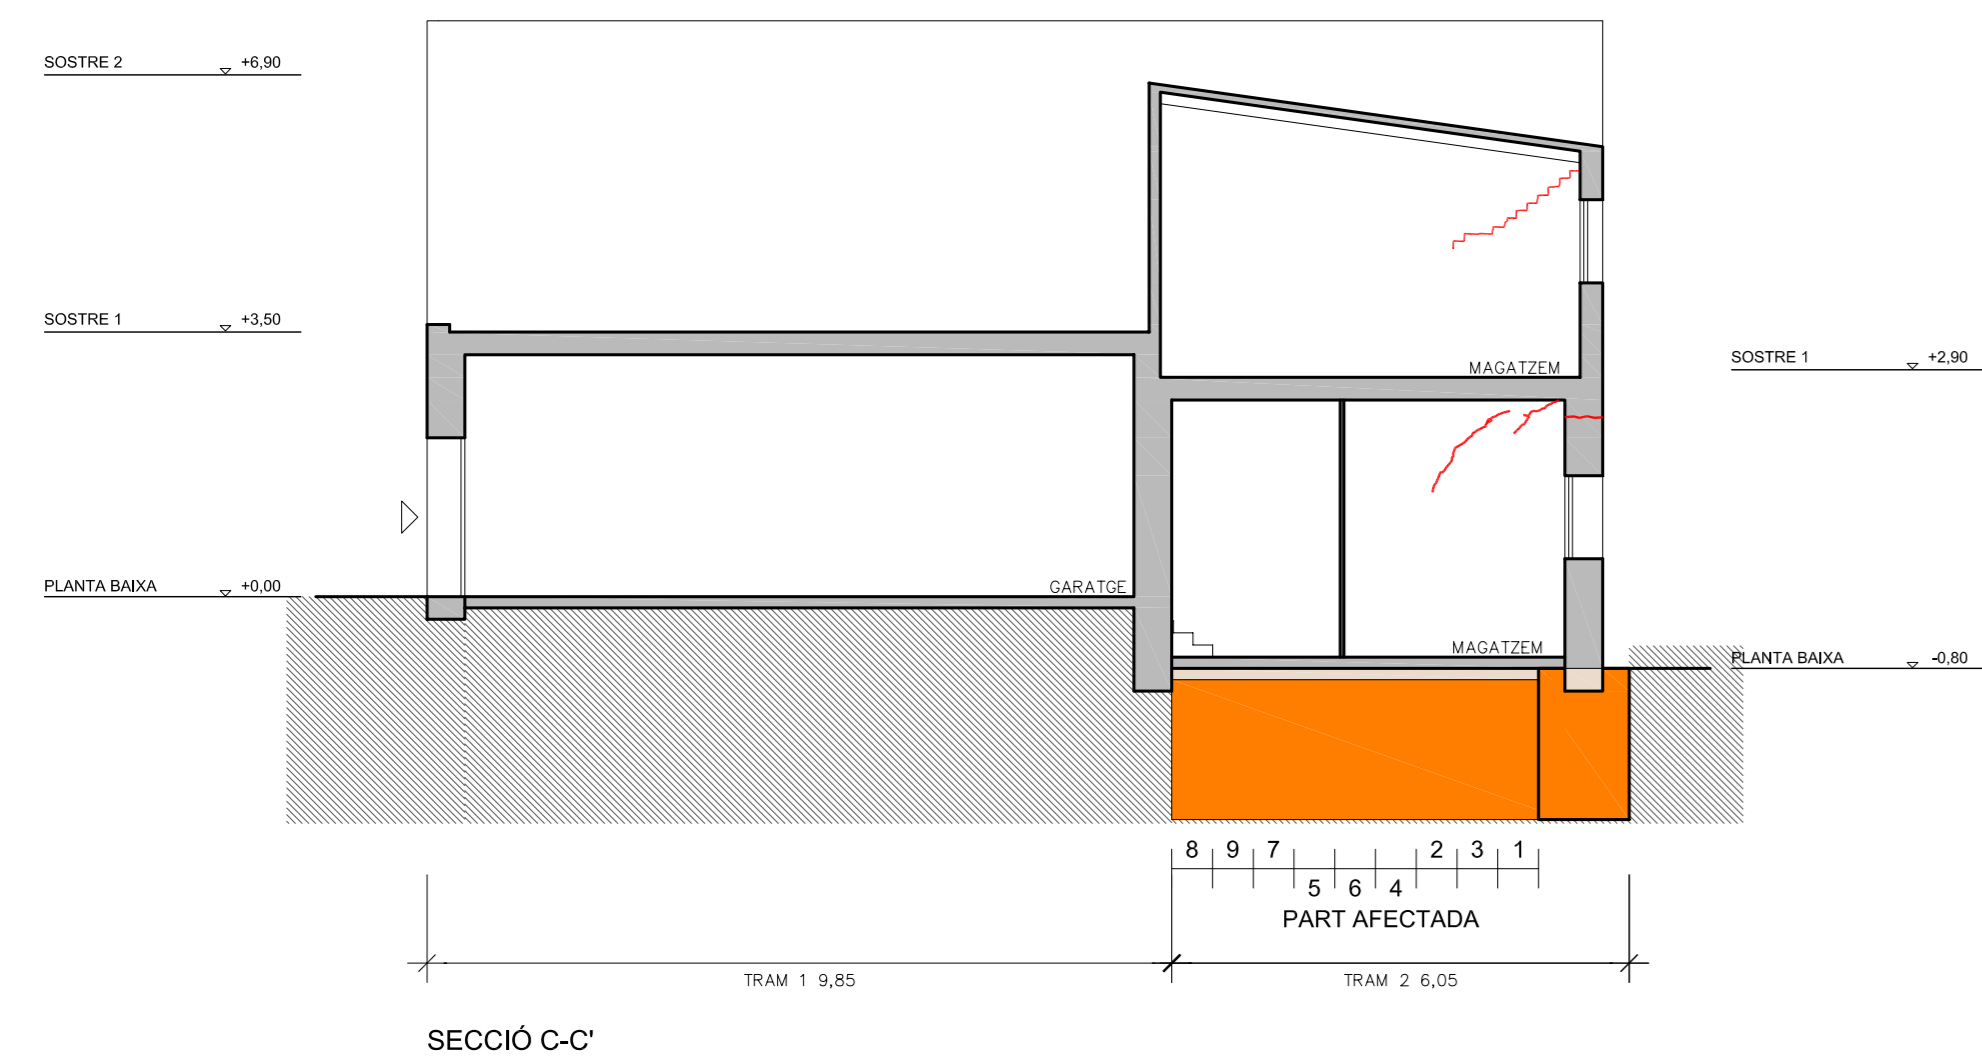 SOSTRE 2 +6,90
SOSTRE 1 +3,50
MAGATZEM
SOSTRE 1 +2,90
PLANTA BAIXA +0,00
GARATGE
MAGATZEM
PLANTA BAIXA -0,80
8 9 7 2 3 1
5 6 4
PART AFECTADA
TRAM 1 9,85
TRAM 2 6,05
SECCIÓ C-C'